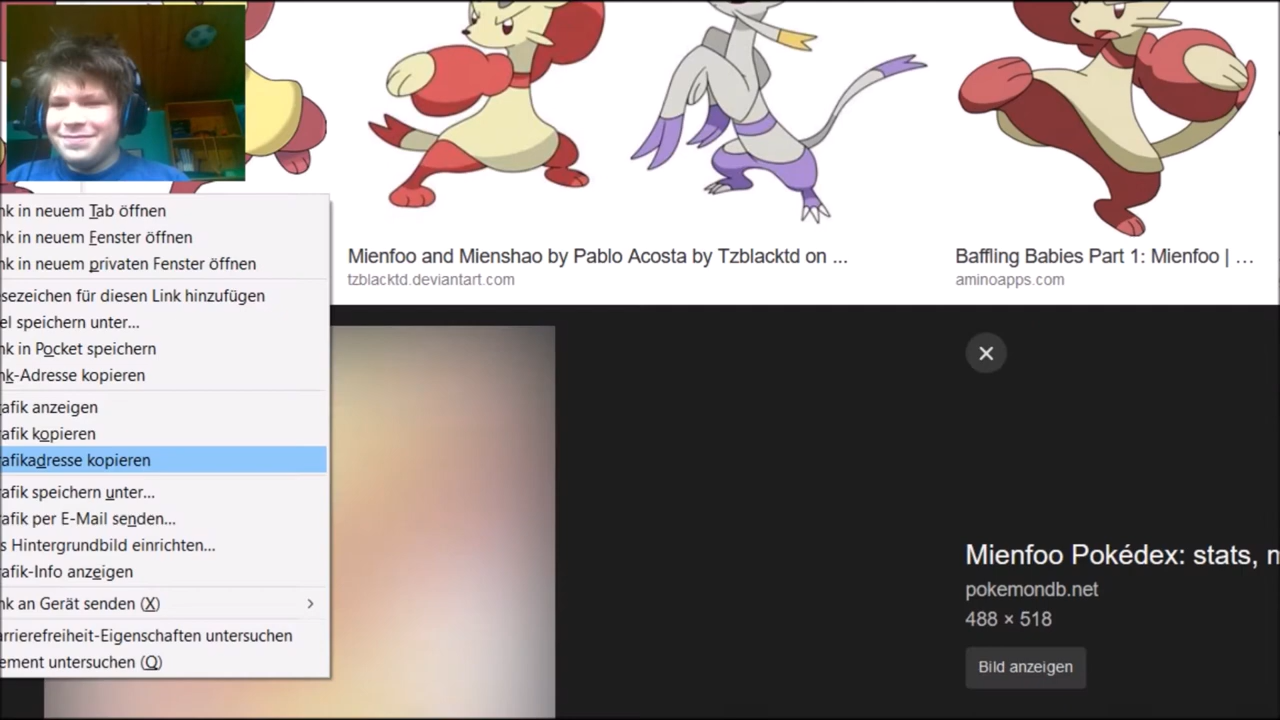 nk in neuem Tab öffnen
nk in neuem Fenster öffnen
nk in neuem privaten Fenster öffnen
sezeichen für diesen Link hinzufügen
el speichern unter...
nk in Pocket speichern
nk-Adresse kopieren
afik anzeigen
afik kopieren
afikadresse kopieren
afik speichern unter...
afik per E-Mail senden...
s Hintergrundbild einrichten...
afik-Info anzeigen
nk an Gerät senden (X)
arrierefreiheit-Eigenschaften untersuchen
ement untersuchen (Q)
Mienfoo and Mienshao by Pablo Acosta by Tzblacktd on ...
tzblacktd.deviantart.com
Baffling Babies Part 1: Mienfoo | ...
aminoapps.com
Mienfoo Pokédex: stats, m
pokemondb.net
488 × 518
Bild anzeigen